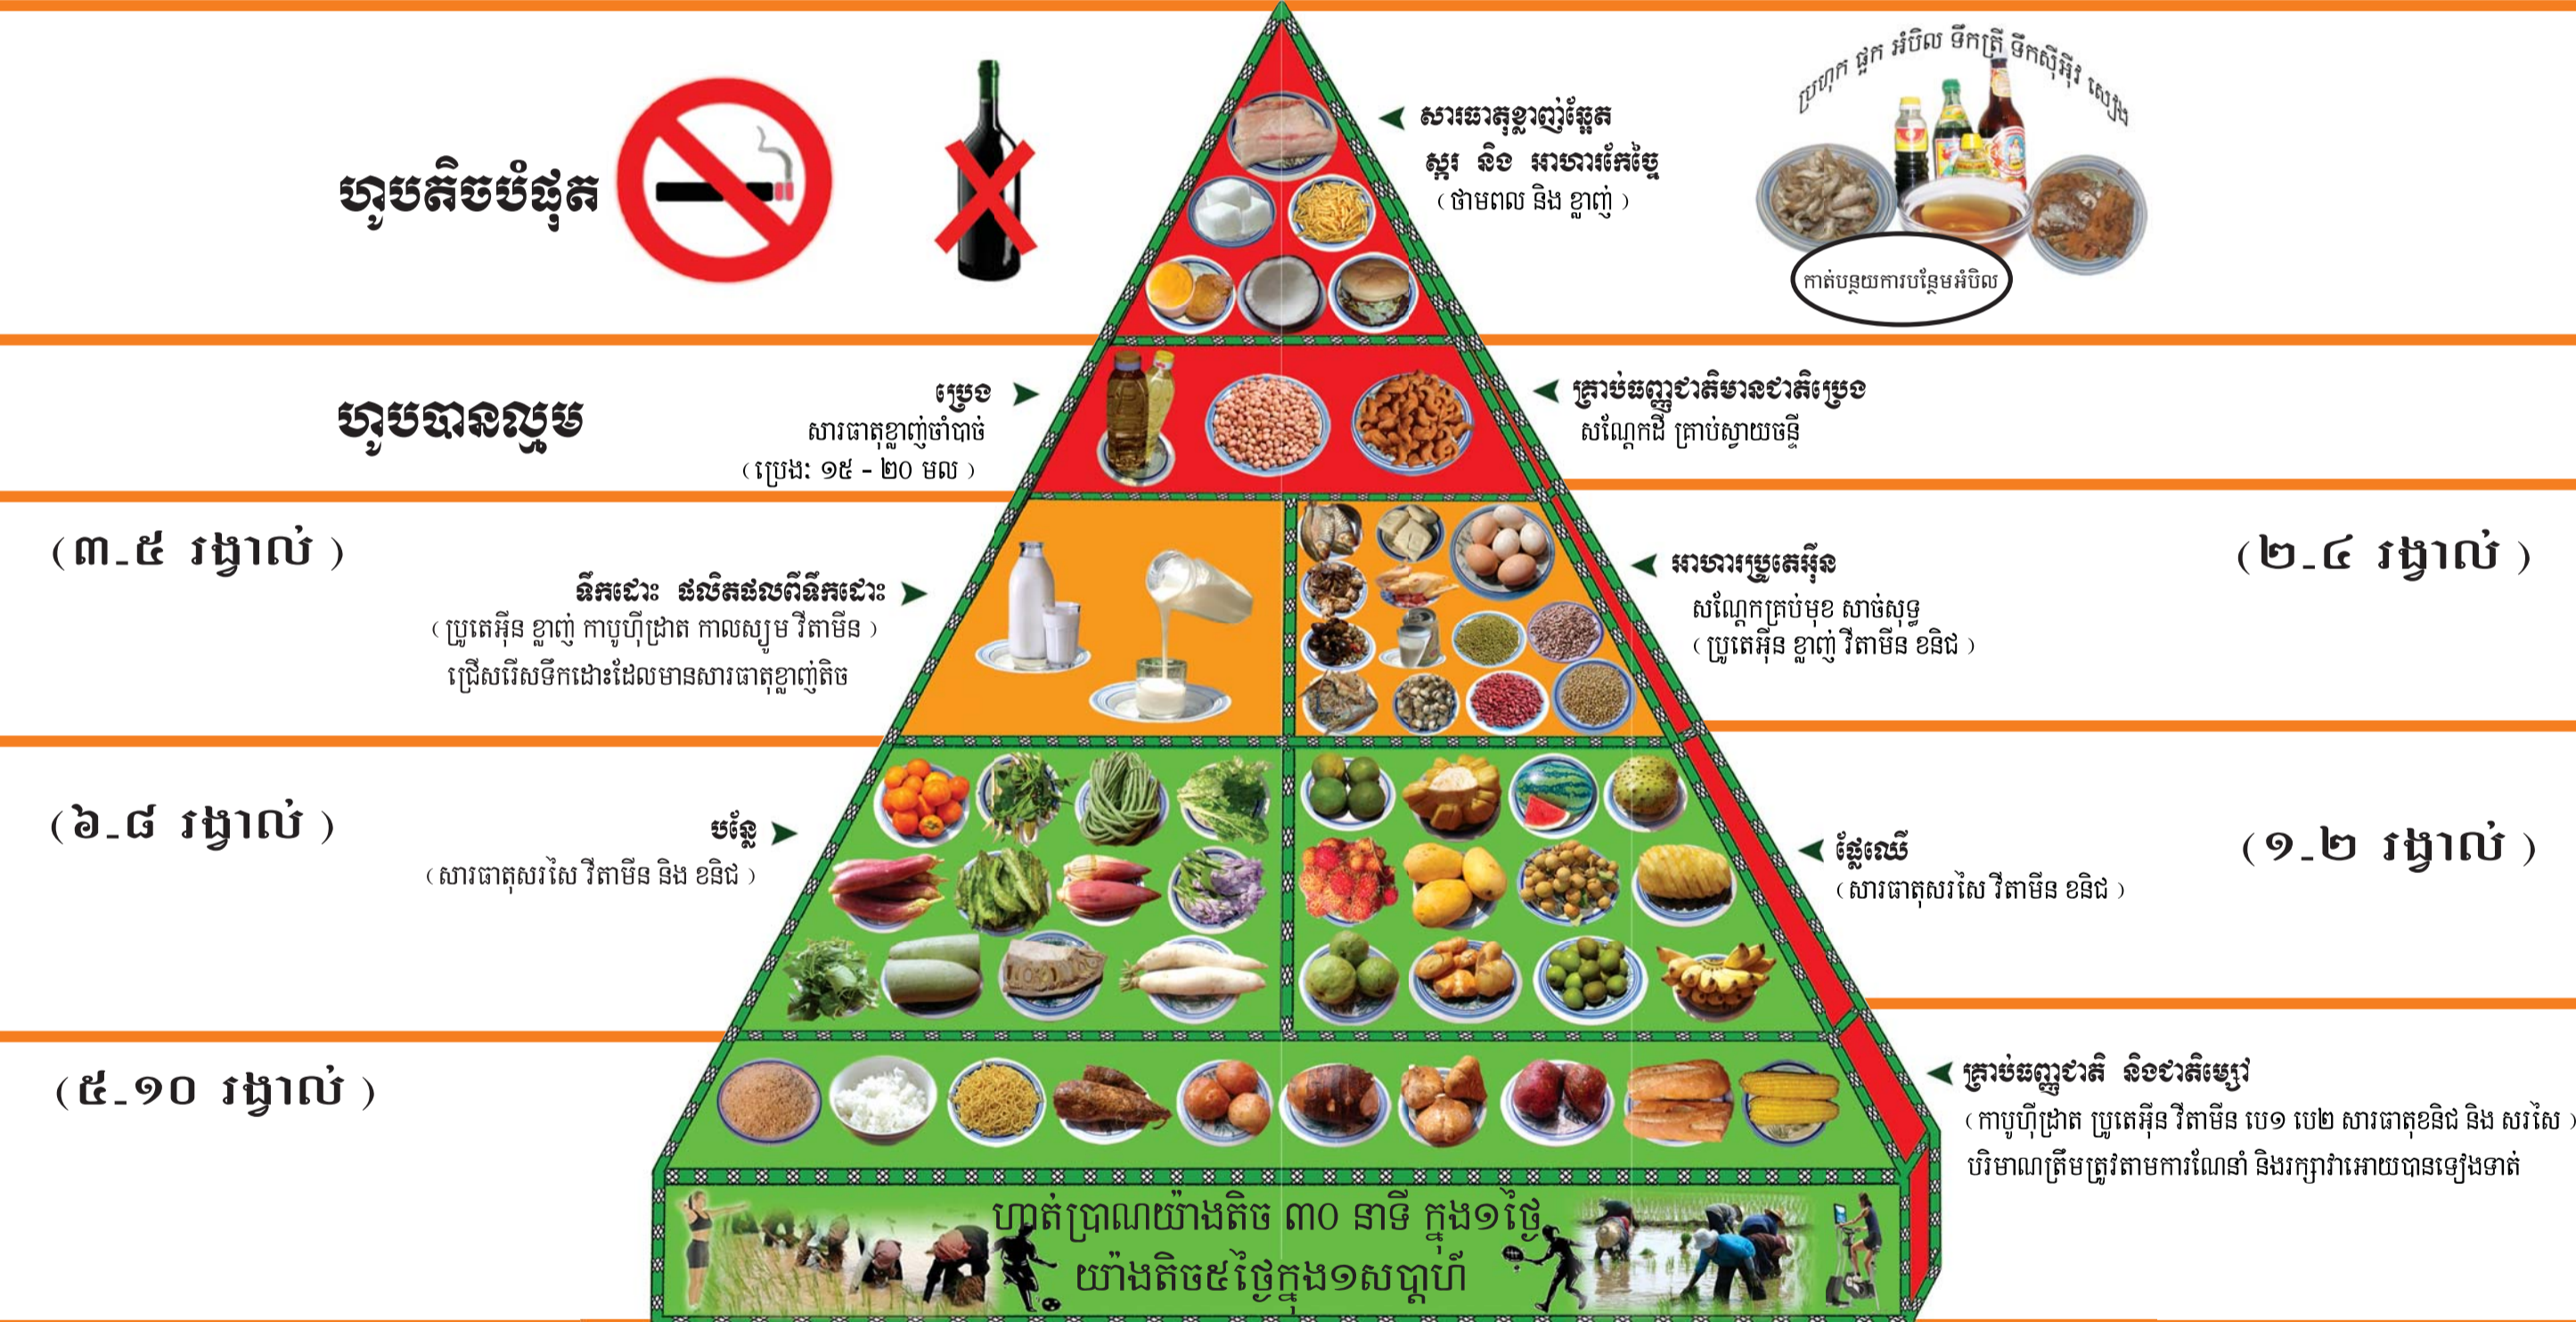 ប្រហុក ផ្អក អំបិល ទឹកត្រី ទឹកស៊ីអ៊ីវ ស្បៀង
ហូបតិចបំផុត
សារធាតុខ្លាញ់ឆ្អែត
ស្ករ និង អាហារកែច្នៃ
( ថាមពល និង ខ្លាញ់ )
កាត់បន្ថយការបន្ថែមអំបិល
ហូបបានល្មម
ប្រេង
សារធាតុខ្លាញ់ចាំបាច់
( ប្រេង: ១៥ - ២០ មល )
គ្រាប់ធញ្ញជាតិមានជាតិប្រេង
សណ្តែកដី គ្រាប់ស្វាយចន្ទី
(៣-៥ រង្វាល់ )
ទឹកដោះ ផលិតផលពីទឹកដោះ
( ប្រូតេអ៊ីន ខ្លាញ់ កាបូហ៊ីដ្រាត កាលស្យូម វីតាមីន )
ជ្រើសរើសទឹកដោះដែលមានសារធាតុខ្លាញ់តិច
(២-៤ រង្វាល់ )
អាហារប្រូតេអ៊ីន
សណ្តែកគ្រប់មុខ សាច់សុទ្ធ
( ប្រូតេអ៊ីន ខ្លាញ់ វីតាមីន ខនិជ )
(៦-៨ រង្វាល់ )
បន្លែ
( សារធាតុសរសៃ វីតាមីន និង ខនិជ )
(១-២ រង្វាល់ )
ផ្លែឈើ
( សារធាតុសរសៃ វីតាមីន ខនិជ )
(៥-១០ រង្វាល់ )
គ្រាប់ធញ្ញជាតិ និងជាតិម្សៅ
( កាបូហ៊ីដ្រាត ប្រូតេអ៊ីន វីតាមីន បេ១ បេ២ សារធាតុខនិជ និង សរសៃ )
បរិមាណត្រឹមត្រូវតាមការណែនាំ និងរក្សាវាអោយបានទៀងទាត់
ហាត់ប្រាណយ៉ាងតិច ៣០ នាទី ក្នុង១ថ្ងៃ
យ៉ាងតិច៥ថ្ងៃក្នុង១សប្តាហ៍